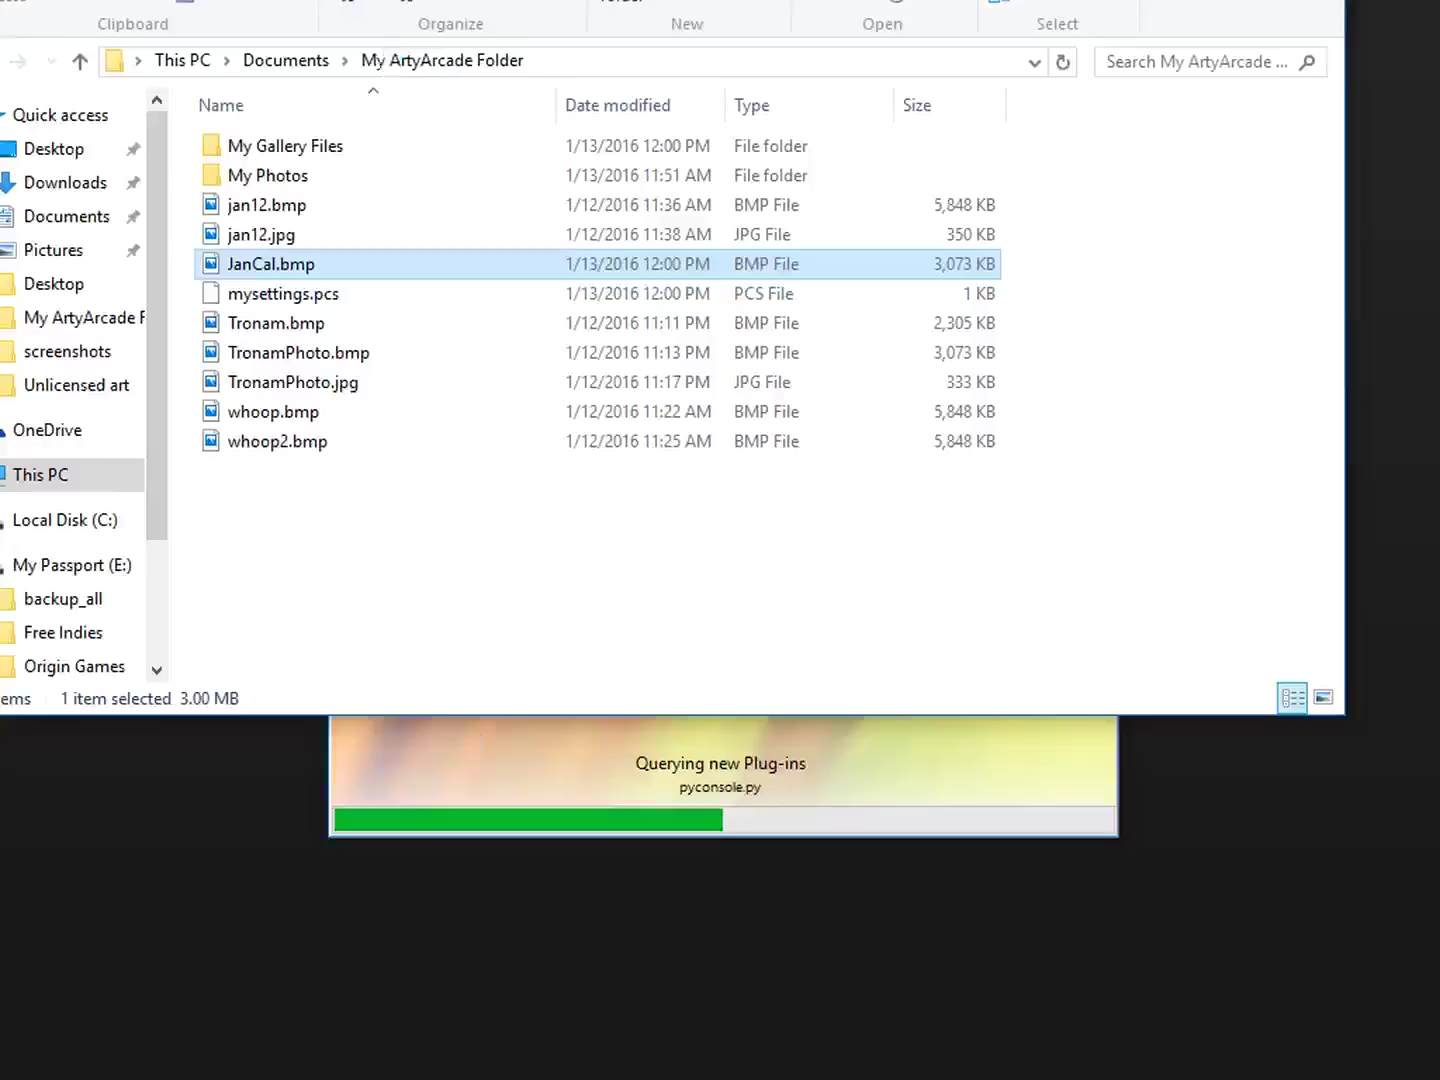 Clipboard Organize New Open Select
This PC > Documents > My ArtyArcade Folder
Search My ArtyArcade ...
Name Date modified Type Size
My Gallery Files 1/13/2016 12:00 PM File folder
My Photos 1/13/2016 11:51 AM File folder
jan12.bmp 1/12/2016 11:36 AM BMP File 5,848 KB
jan12.jpg 1/12/2016 11:38 AM JPG File 350 KB
JanCal.bmp 1/13/2016 12:00 PM BMP File 3,073 KB
mysettings.pcs 1/13/2016 12:00 PM PCS File 1 KB
Tronam.bmp 1/12/2016 11:11 PM BMP File 2,305 KB
TronamPhoto.bmp 1/12/2016 11:13 PM BMP File 3,073 KB
TronamPhoto.jpg 1/12/2016 11:17 PM JPG File 333 KB
whoop.bmp 1/12/2016 11:22 AM BMP File 5,848 KB
whoop2.bmp 1/12/2016 11:25 AM BMP File 5,848 KB
Quick access
Desktop
Downloads
Documents
Pictures
Desktop
My ArtyArcade F
screenshots
Unlicensed art
OneDrive
This PC
Local Disk (C:)
My Passport (E:)
backup_all
Free Indies
Origin Games
ems 1 item selected 3.00 MB
Querying new Plug-ins
pyconsole.py